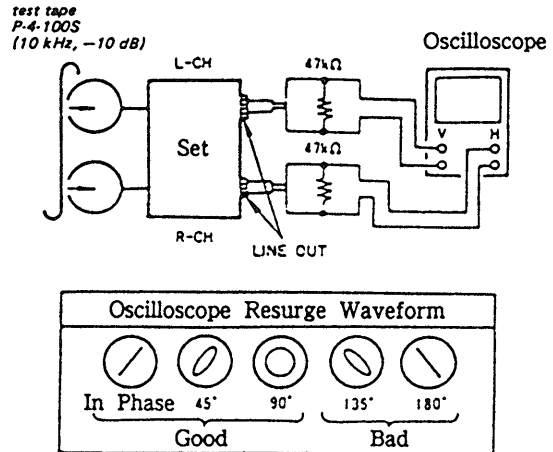 test tape
P-4-100S
(10 kHz, −10 dB)
Oscilloscope
L-CH
47kΩ
V
H
Set
47kΩ
R-CH
LINE OUT
Oscilloscope Resurge Waveform
In Phase 45° 90° 135° 180°
Good Bad